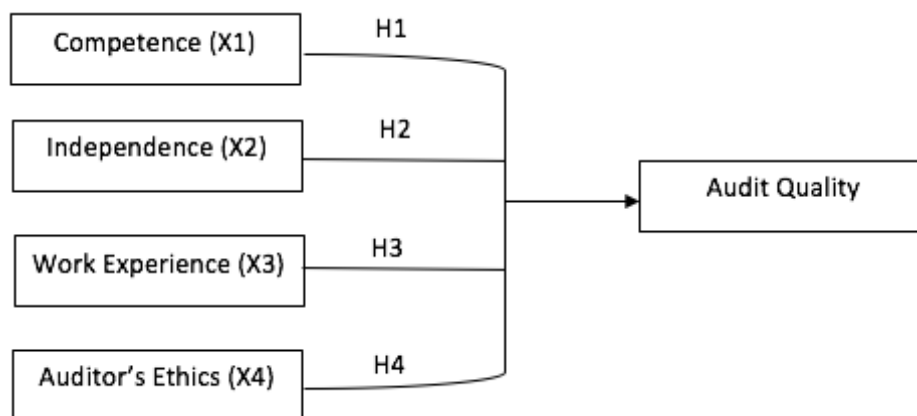 Competence (X1)
H1
Independence (X2)
H2
Work Experience (X3)
H3
Auditor’s Ethics (X4)
H4
Audit Quality